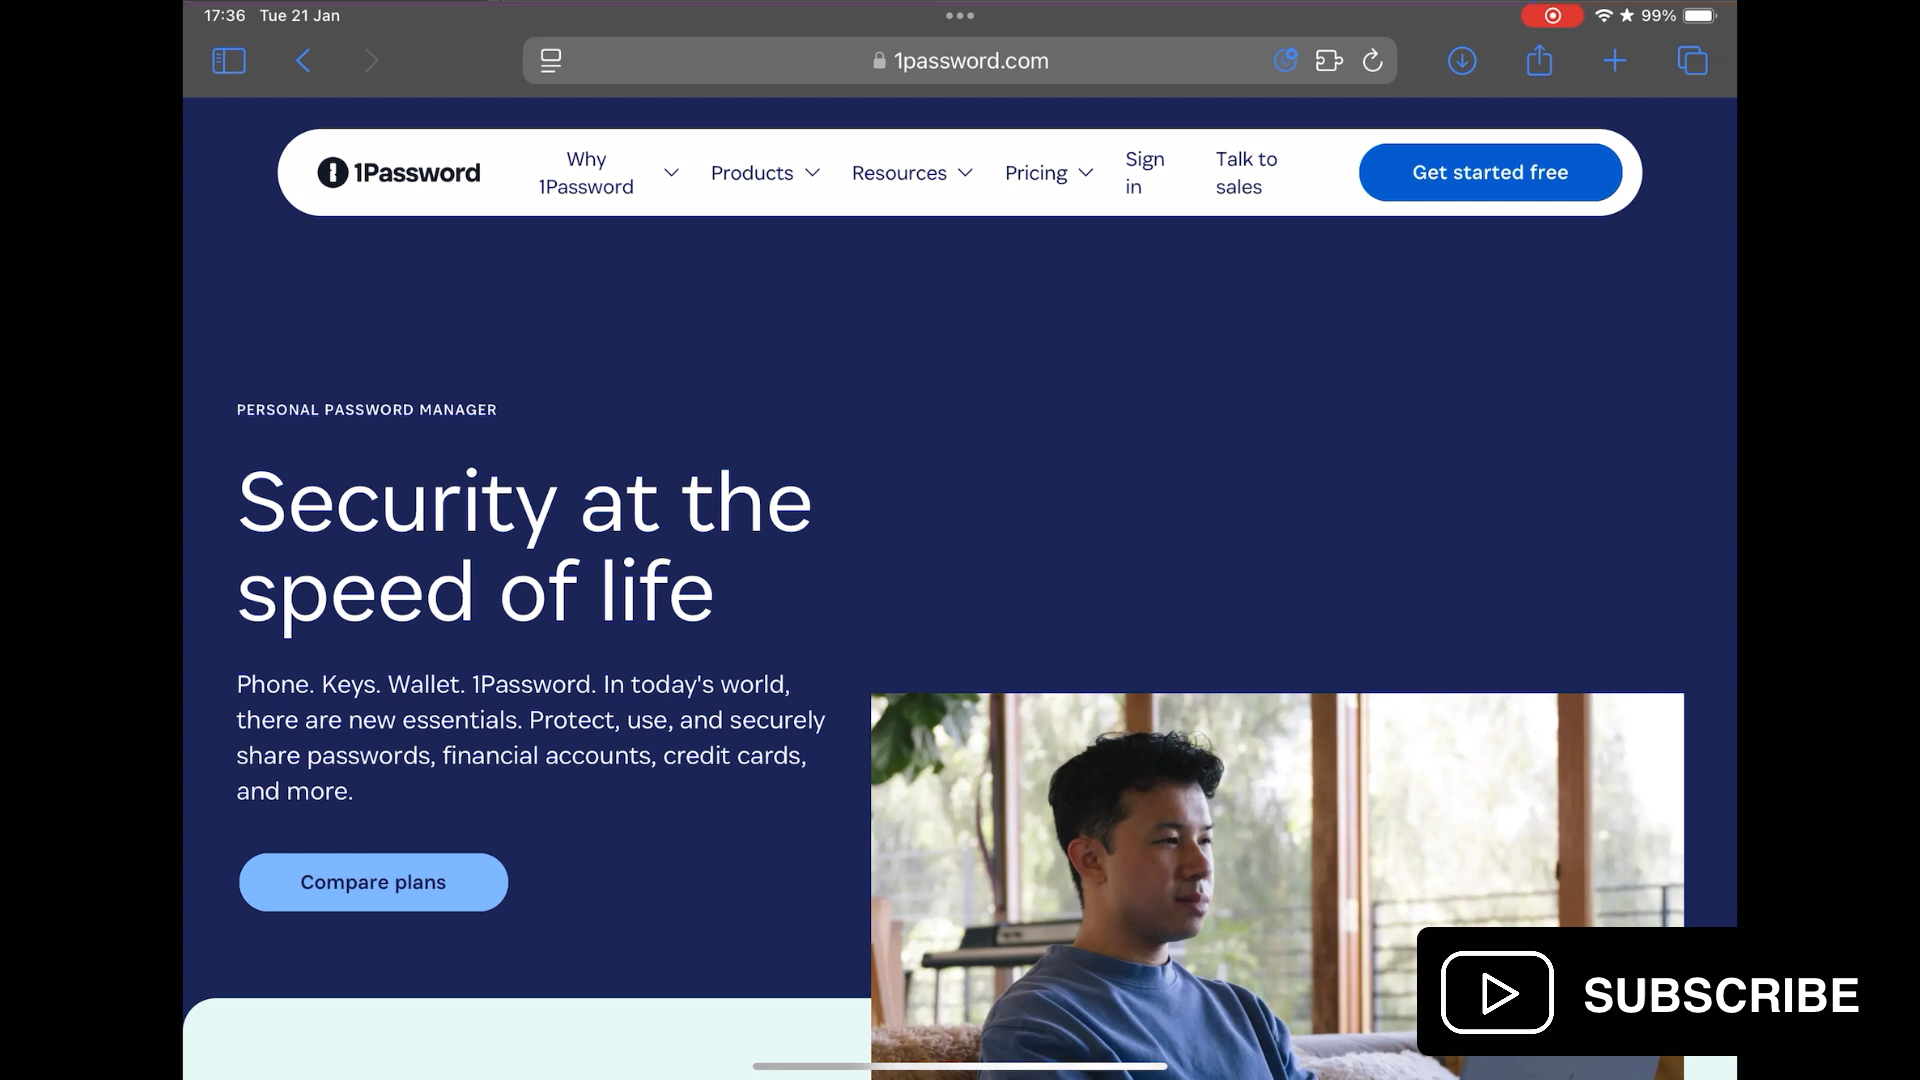 17:36 Tue 21 Jan
99%
1password.com
1Password
Why
1Password
Products
Resources
Pricing
Sign
in
Talk to
sales
Get started free
PERSONAL PASSWORD MANAGER
Security at the
speed of life
Phone. Keys. Wallet. 1Password. In today's world,
there are new essentials. Protect, use, and securely
share passwords, financial accounts, credit cards,
and more.
Compare plans
SUBSCRIBE